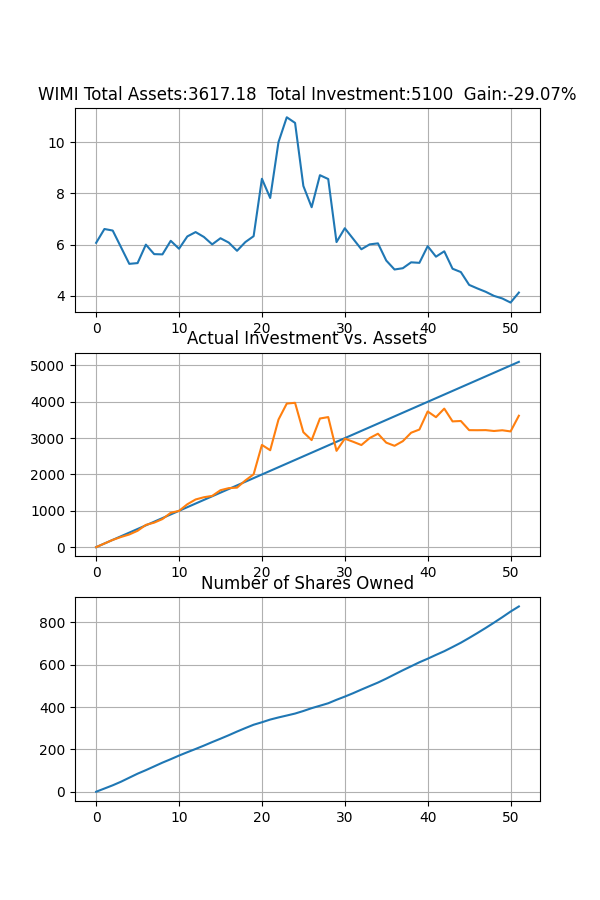 WIMI Total Assets:3617.18  Total Investment:5100  Gain:-29.07%
10
8
6
4
0 10 20 30 40 50
Actual Investment vs. Assets
5000
4000
3000
2000
1000
0
0 10 20 30 40 50
Number of Shares Owned
800
600
400
200
0
0 10 20 30 40 50